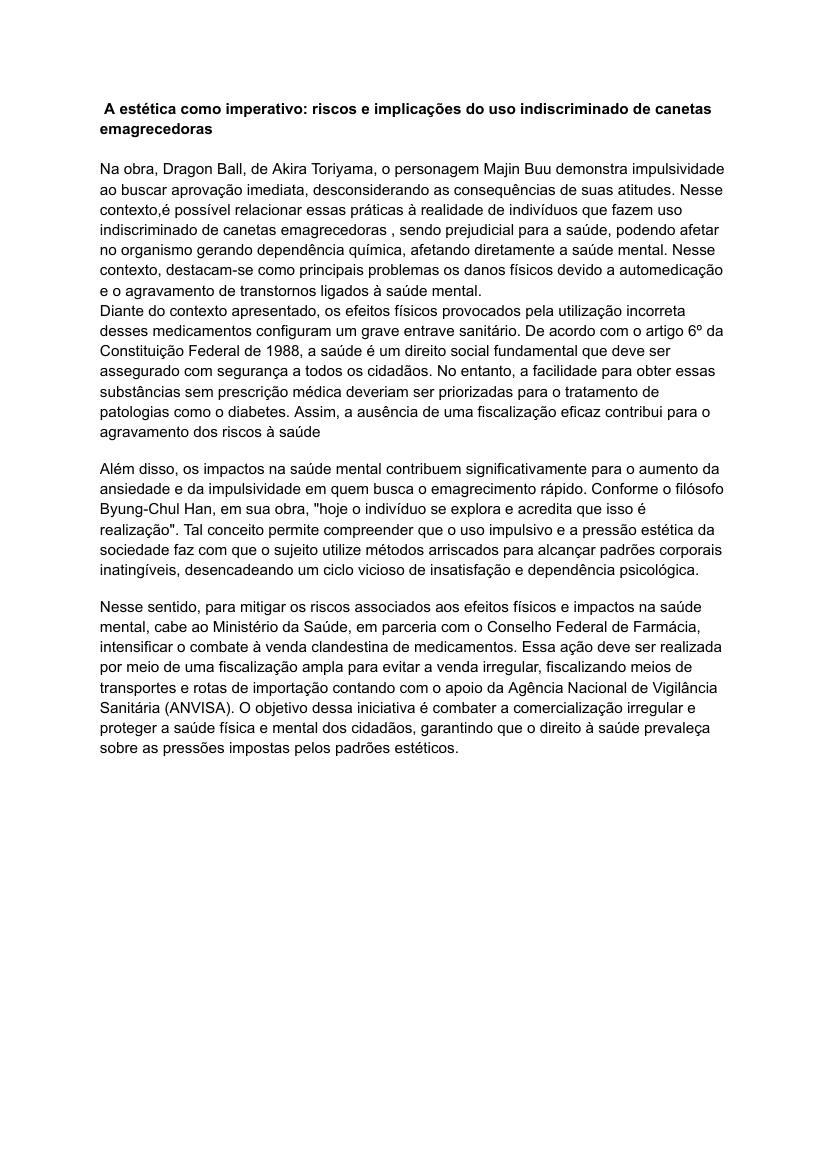 A estética como imperativo: riscos e implicações do uso indiscriminado de canetas
emagrecedoras
Na obra, Dragon Ball, de Akira Toriyama, o personagem Majin Buu demonstra impulsividade
ao buscar aprovação imediata, desconsiderando as consequências de suas atitudes. Nesse
contexto,é possível relacionar essas práticas à realidade de indivíduos que fazem uso
indiscriminado de canetas emagrecedoras , sendo prejudicial para a saúde, podendo afetar
no organismo gerando dependência química, afetando diretamente a saúde mental. Nesse
contexto, destacam-se como principais problemas os danos físicos devido a automedicação
e o agravamento de transtornos ligados à saúde mental.
Diante do contexto apresentado, os efeitos físicos provocados pela utilização incorreta
desses medicamentos configuram um grave entrave sanitário. De acordo com o artigo 6º da
Constituição Federal de 1988, a saúde é um direito social fundamental que deve ser
assegurado com segurança a todos os cidadãos. No entanto, a facilidade para obter essas
substâncias sem prescrição médica deveriam ser priorizadas para o tratamento de
patologias como o diabetes. Assim, a ausência de uma fiscalização eficaz contribui para o
agravamento dos riscos à saúde
Além disso, os impactos na saúde mental contribuem significativamente para o aumento da
ansiedade e da impulsividade em quem busca o emagrecimento rápido. Conforme o filósofo
Byung-Chul Han, em sua obra, "hoje o indivíduo se explora e acredita que isso é
realização". Tal conceito permite compreender que o uso impulsivo e a pressão estética da
sociedade faz com que o sujeito utilize métodos arriscados para alcançar padrões corporais
inatingíveis, desencadeando um ciclo vicioso de insatisfação e dependência psicológica.
Nesse sentido, para mitigar os riscos associados aos efeitos físicos e impactos na saúde
mental, cabe ao Ministério da Saúde, em parceria com o Conselho Federal de Farmácia,
intensificar o combate à venda clandestina de medicamentos. Essa ação deve ser realizada
por meio de uma fiscalização ampla para evitar a venda irregular, fiscalizando meios de
transportes e rotas de importação contando com o apoio da Agência Nacional de Vigilância
Sanitária (ANVISA). O objetivo dessa iniciativa é combater a comercialização irregular e
proteger a saúde física e mental dos cidadãos, garantindo que o direito à saúde prevaleça
sobre as pressões impostas pelos padrões estéticos.